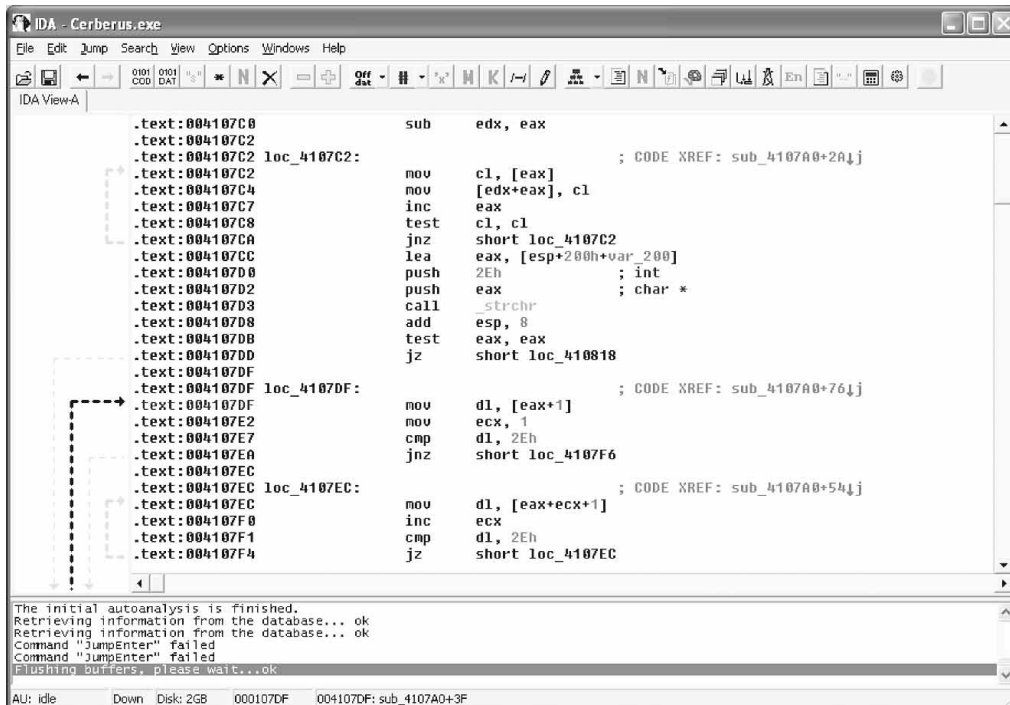 IDA - Cerberus.exe
File Edit Jump Search View Options Windows Help
0101 COD 0101 DAT "s" * N X Off dat # 'x' M K /~/ N En
IDA View-A
.text:004107C0 sub edx, eax
.text:004107C2
.text:004107C2 loc_4107C2: ; CODE XREF: sub_4107A0+2A↓j
.text:004107C2 mov cl, [eax]
.text:004107C4 mov [edx+eax], cl
.text:004107C7 inc eax
.text:004107C8 test cl, cl
.text:004107CA jnz short loc_4107C2
.text:004107CC lea eax, [esp+200h+var_200]
.text:004107D0 push 2Eh ; int
.text:004107D2 push eax ; char *
.text:004107D3 call _strchr
.text:004107D8 add esp, 8
.text:004107DB test eax, eax
.text:004107DD jz short loc_410818
.text:004107DF
.text:004107DF loc_4107DF: ; CODE XREF: sub_4107A0+76↓j
.text:004107DF mov dl, [eax+1]
.text:004107E2 mov ecx, 1
.text:004107E7 cmp dl, 2Eh
.text:004107EA jnz short loc_4107F6
.text:004107EC
.text:004107EC loc_4107EC: ; CODE XREF: sub_4107A0+54↓j
.text:004107EC mov dl, [eax+ecx+1]
.text:004107F0 inc ecx
.text:004107F1 cmp dl, 2Eh
.text:004107F4 jz short loc_4107EC
The initial autoanalysis is finished.
Retrieving information from the database... ok
Retrieving information from the database... ok
Command "JumpEnter" failed
Command "JumpEnter" failed
Flushing buffers, please wait...ok
AU: idle Down Disk: 2GB 000107DF 004107DF: sub_4107A0+3F